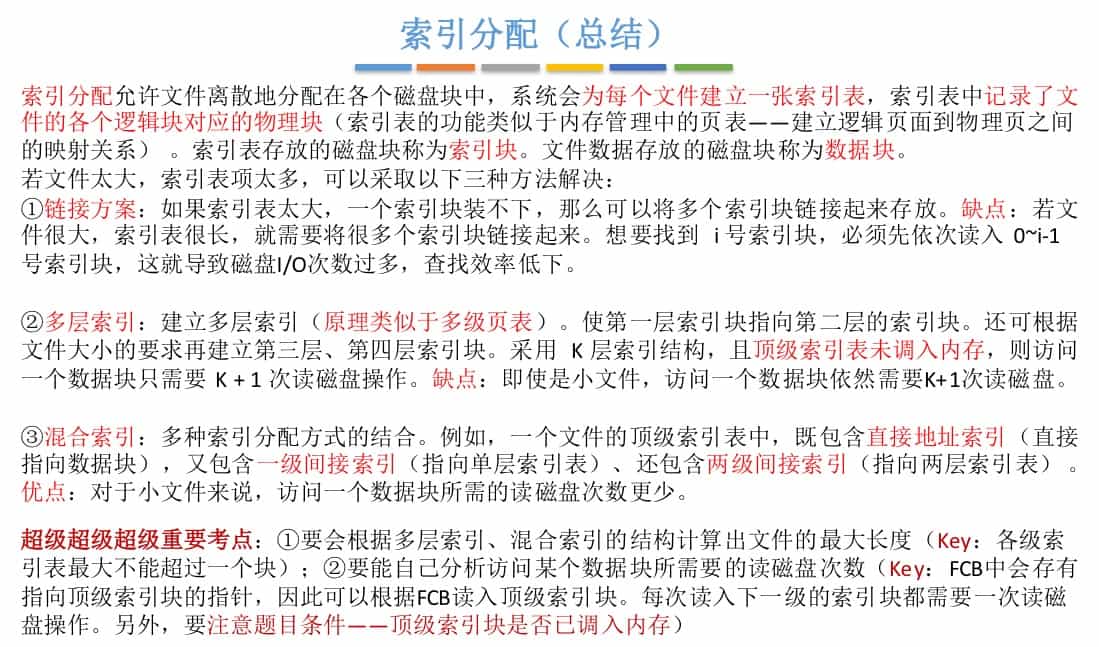 索引分配（总结）
索引分配允许文件离散地分配在各个磁盘块中，系统会为每个文件建立一张索引表，索引表中记录了文
件的各个逻辑块对应的物理块（索引表的功能类似于内存管理中的页表——建立逻辑页面到物理页之间
的映射关系）。索引表存放的磁盘块称为索引块。文件数据存放的磁盘块称为数据块。
若文件太大，索引表项太多，可以采取以下三种方法解决：
①链接方案：如果索引表太大，一个索引块装不下，那么可以将多个索引块链接起来存放。缺点：若文
件很大，索引表很长，就需要将很多个索引块链接起来。想要找到 i 号索引块，必须先依次读入 0~i-1
号索引块，这就导致磁盘I/O次数过多，查找效率低下。
②多层索引：建立多层索引（原理类似于多级页表）。使第一层索引块指向第二层的索引块。还可根据
文件大小的要求再建立第三层、第四层索引块。采用 K 层索引结构，且顶级索引表未调入内存，则访问
一个数据块只需要 K + 1 次读磁盘操作。缺点：即使是小文件，访问一个数据块依然需要K+1次读磁盘。
③混合索引：多种索引分配方式的结合。例如，一个文件的顶级索引表中，既包含直接地址索引（直接
指向数据块），又包含一级间接索引（指向单层索引表）、还包含两级间接索引（指向两层索引表）。
优点：对于小文件来说，访问一个数据块所需的读磁盘次数更少。
超级超级超级重要考点：①要会根据多层索引、混合索引的结构计算出文件的最大长度（Key：各级索
引表最大不能超过一个块）；②要能自己分析访问某个数据块所需要的读磁盘次数（Key：FCB中会存有
指向顶级索引块的指针，因此可以根据FCB读入顶级索引块。每次读入下一级的索引块都需要一次读磁
盘操作。另外，要注意题目条件——顶级索引块是否已调入内存）